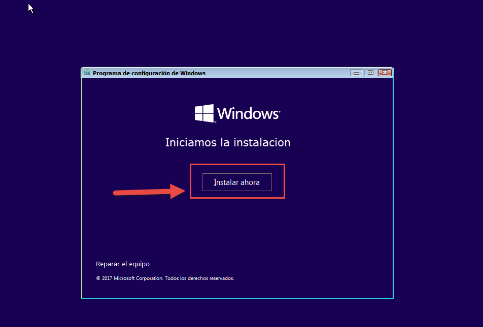 Programa de configuración de Windows
Windows
Iniciamos la instalacion
Instalar ahora
Reparar el equipo
© 2017 Microsoft Corporation. Todos los derechos reservados.